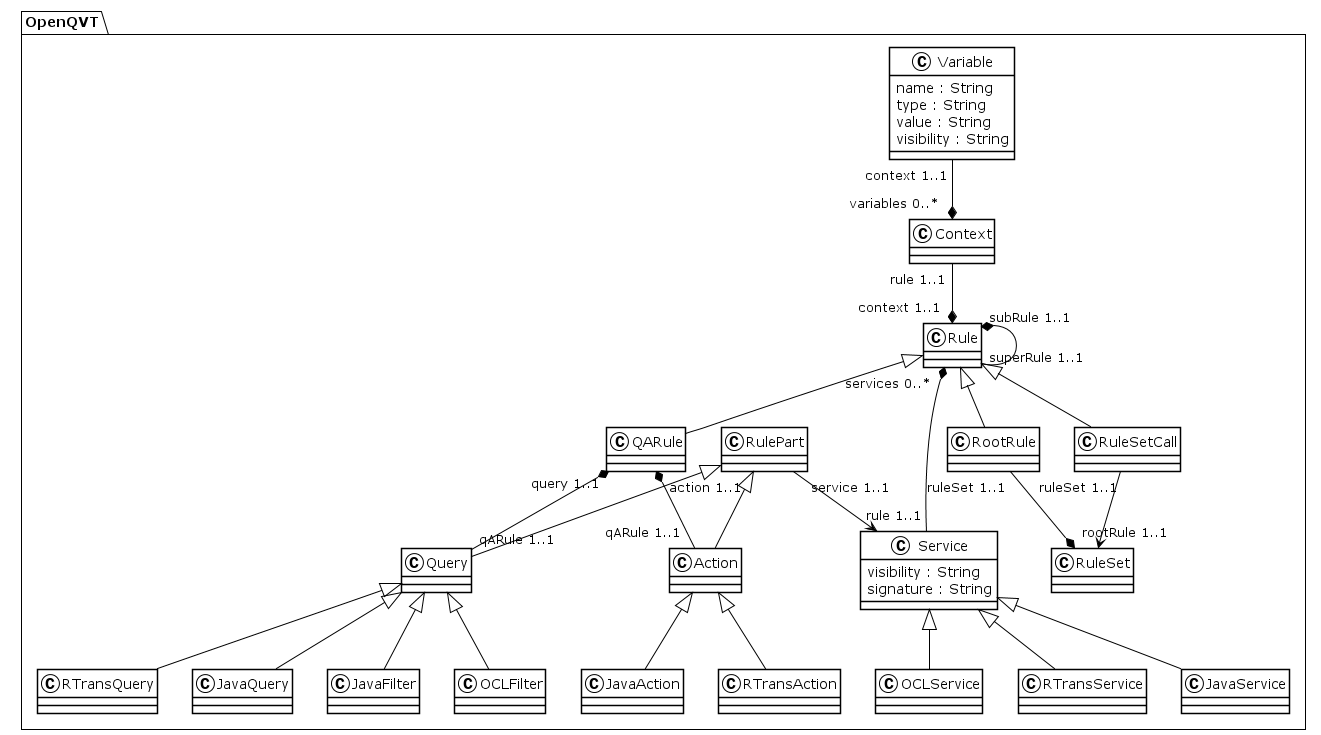 OpenQVT
C Variable
name : String
type : String
value : String
visibility : String
context 1..1
variables 0..*
C Context
rule 1..1
context 1..1
subRule 1..1
C Rule
superRule 1..1
services 0..*
C QARule
C RulePart
C RootRule
C RuleSetCall
query 1..1
action 1..1
service 1..1
ruleSet 1..1
ruleSet 1..1
rule 1..1
qARule 1..1
qARule 1..1
rootRule 1..1
C Query
C Action
C Service
visibility : String
signature : String
C RuleSet
C RTransQuery
C JavaQuery
C JavaFilter
C OCLFilter
C JavaAction
C RTransAction
C OCLService
C RTransService
C JavaService